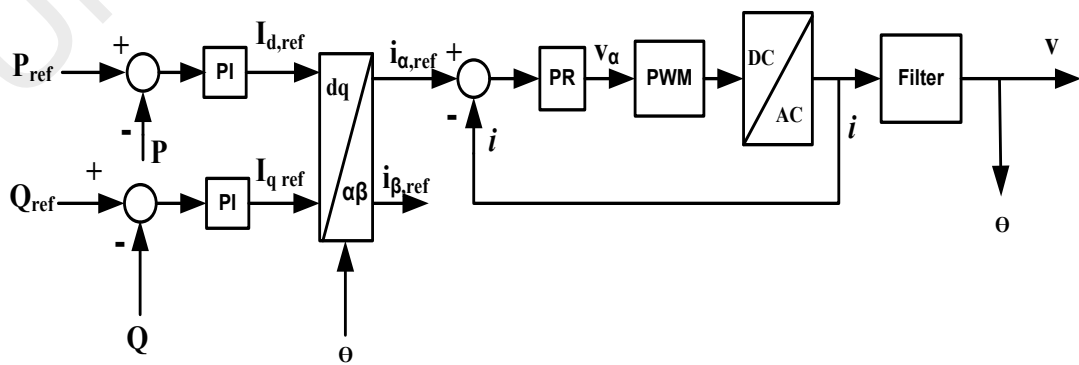 P_ref
+
-
P
PI
I_d,ref
Q_ref
+
-
Q
PI
I_q ref
dq
αβ
θ
i_α,ref
i_β,ref
+
-
i
PR
v_α
PWM
DC
AC
i
Filter
v
θ